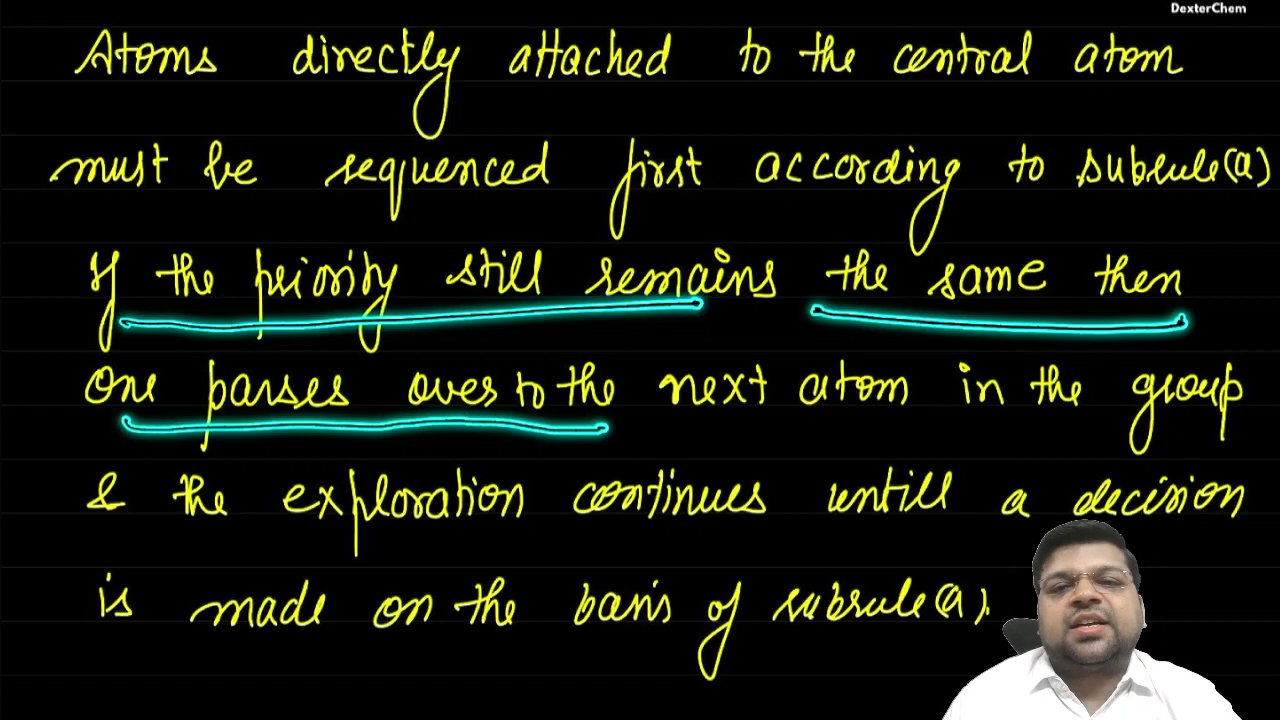 DexterChem
Atoms directly attached to the central atom
must be sequenced first according to subrule(a)
If the priority still remains the same then
One passes over to the next atom in the group
& the exploration continues untill a decision
is made on the basis of subrule(a).